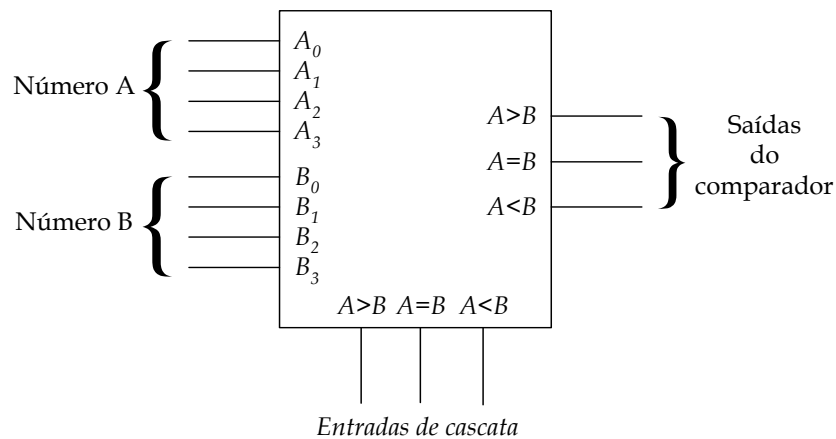 Número A
A0
A1
A2
A3
Número B
B0
B1
B2
B3
A>B
A=B
A<B
Saídas
do
comparador
A>B A=B A<B
Entradas de cascata